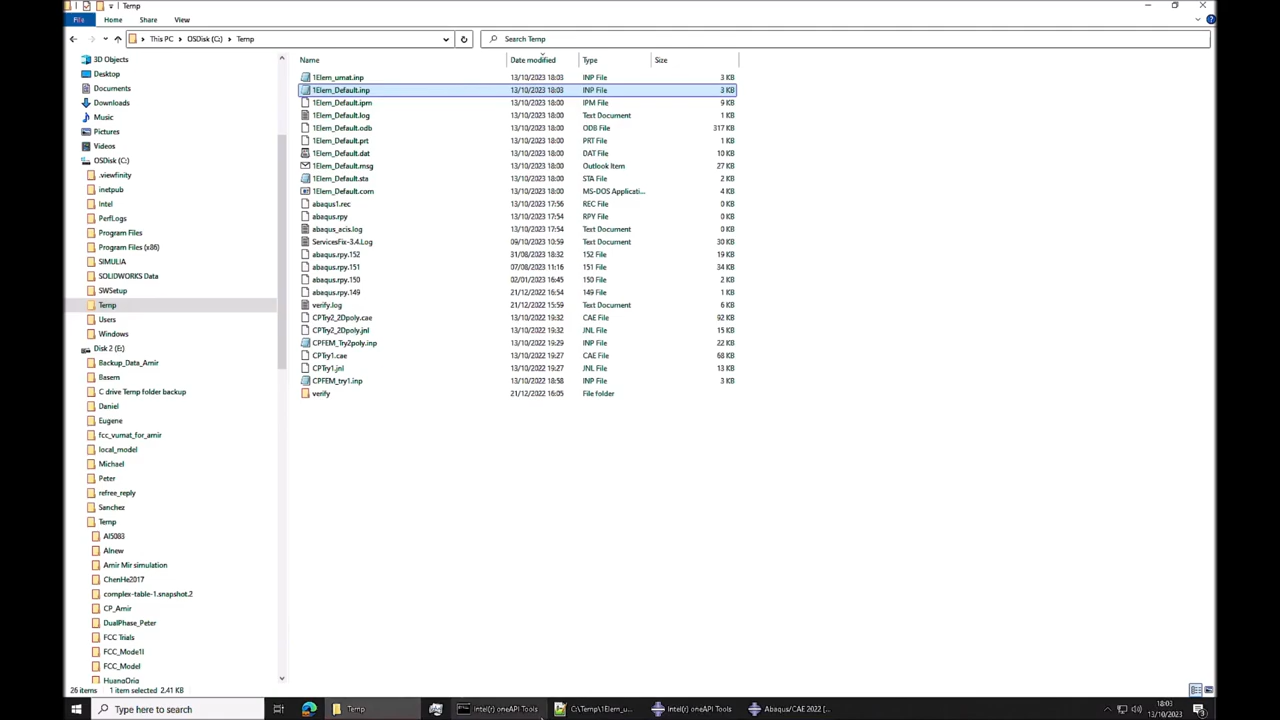 Temp
File Home Share View
This PC OSDisk (C:) Temp
Search Temp
Name Date modified Type Size
3D Objects
Desktop
Documents
Downloads
Music
Pictures
Videos
OSDisk (C:)
.viewfinity
inetpub
Intel
PerfLogs
Program Files
Program Files (x86)
SIMULIA
SOLIDWORKS Data
SWSetup
Temp
Users
Windows
Disk 2 (E:)
Backup_Data_Amir
Basem
C drive Temp folder backup
Daniel
Eugene
fcc_vumat_for_amir
local_model
Michael
Peter
refree_reply
Sanchez
Temp
AI5083
AInew
Amir Mir simulation
ChenHe2017
complex-table-1.snapshot.2
CP_Amir
DualPhase_Peter
FCC Trials
FCC_Mode1I
FCC_Model
HuangOrig
1Elem_umat.inp 13/10/2023 18:03 INP File 3 KB
1Elem_Default.inp 13/10/2023 18:03 INP File 3 KB
1Elem_Default.ipm 13/10/2023 18:00 IPM File 9 KB
1Elem_Default.log 13/10/2023 18:00 Text Document 1 KB
1Elem_Default.odb 13/10/2023 18:00 ODB File 317 KB
1Elem_Default.prt 13/10/2023 18:00 PRT File 1 KB
1Elem_Default.dat 13/10/2023 18:00 DAT File 10 KB
1Elem_Default.msg 13/10/2023 18:00 Outlook Item 27 KB
1Elem_Default.sta 13/10/2023 18:00 STA File 2 KB
1Elem_Default.com 13/10/2023 18:00 MS-DOS Applicati... 4 KB
abaqus1.rec 13/10/2023 17:56 REC File 0 KB
abaqus.rpy 13/10/2023 17:54 RPY File 0 KB
abaqus_acis.log 13/10/2023 17:54 Text Document 0 KB
ServicesFix-3.4.Log 09/10/2023 10:59 Text Document 30 KB
abaqus.rpy.152 31/08/2023 18:32 152 File 19 KB
abaqus.rpy.151 07/08/2023 11:16 151 File 34 KB
abaqus.rpy.150 02/01/2023 16:45 150 File 2 KB
abaqus.rpy.149 21/12/2022 16:54 149 File 9 KB
verify.log 21/12/2022 15:59 Text Document 6 KB
CPTry2_2Dpoly.cae 13/10/2022 19:32 CAE File 92 KB
CPTry2_2Dpoly.jnl 13/10/2022 19:32 JNL File 15 KB
CPFEM_Try2poly.inp 13/10/2022 19:29 INP File 22 KB
CPTry1.cae 13/10/2022 19:27 CAE File 68 KB
CPTry1.jnl 13/10/2022 19:27 JNL File 13 KB
CPFEM_try1.inp 13/10/2022 18:58 INP File 3 KB
verify 21/12/2022 16:05 File folder
26 items 1 item selected 2.41 KB
Type here to search
Temp
intel(r) oneAPI Tools
C:\Temp\1Elem_u...
intel(r) oneAPI Tools
Abaqus/CAE 2022 [...
18:03
13/10/2023
3